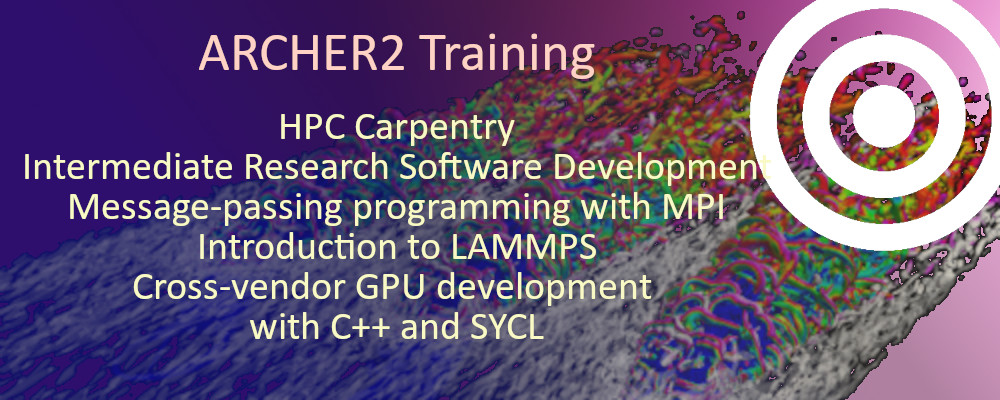 ARCHER2 Training
HPC Carpentry
Intermediate Research Software Development
Message-passing programming with MPI
Introduction to LAMMPS
Cross-vendor GPU development
with C++ and SYCL